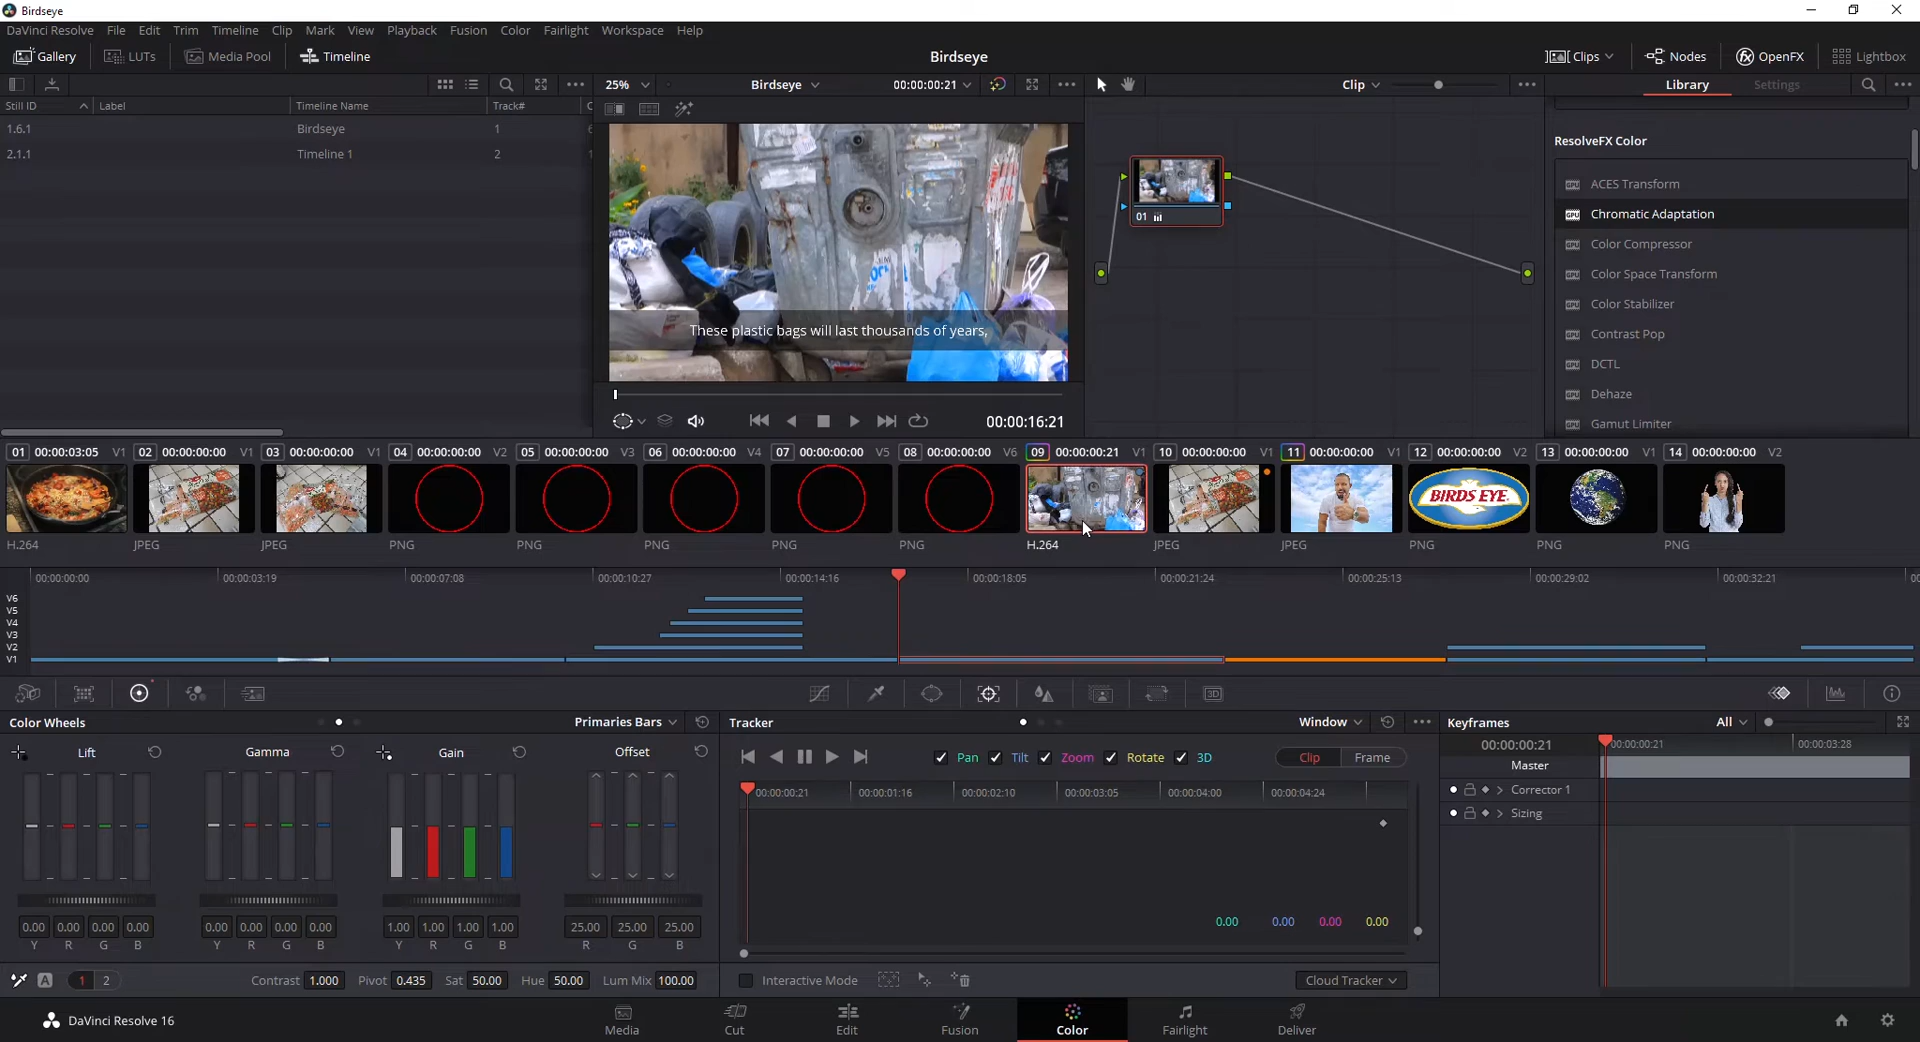 Birdseye
DaVinci Resolve File Edit Trim Timeline Clip Mark View Playback Fusion Color Fairlight Workspace Help
Gallery LUTs Media Pool Timeline Birdseye Clips Nodes OpenFX Lightbox
25% Birdseye 00:00:00:21 Clip Library Settings
Still ID Label Timeline Name Track# C
1.6.1 Birdseye 1 6
2.1.1 Timeline 1 2 1
ResolveFX Color
ACES Transform
Chromatic Adaptation
Color Compressor
Color Space Transform
Color Stabilizer
Contrast Pop
DCTL
Dehaze
Gamut Limiter
01
These plastic bags will last thousands of years,
00:00:16:21
01 00:00:03:05 V1 02 00:00:00:00 V1 03 00:00:00:00 V1 04 00:00:00:00 V2 05 00:00:00:00 V3 06 00:00:00:00 V4 07 00:00:00:00 V5 08 00:00:00:00 V6 09 00:00:00:21 V1 10 00:00:00:00 V1 11 00:00:00:00 V1 12 00:00:00:00 V2 13 00:00:00:00 V1 14 00:00:00:00 V2
BIRDS EYE
H.264 JPEG JPEG PNG PNG PNG PNG PNG H.264 JPEG JPEG PNG PNG PNG
00:00:00:00 00:00:03:19 00:00:07:08 00:00:10:27 00:00:14:16 00:00:18:05 00:00:21:24 00:00:25:13 00:00:29:02 00:00:32:21 00
V6
V5
V4
V3
V2
V1
3D
Color Wheels Primaries Bars Tracker Window Keyframes All
Lift Gamma Gain Offset
Pan Tilt Zoom Rotate 3D Clip Frame
00:00:00:21 00:00:00:21 00:00:03:28
Master
Corrector 1
Sizing
00:00:00:21 00:00:01:16 00:00:02:10 00:00:03:05 00:00:04:00 00:00:04:24
0.00 0.00 0.00 0.00
0.00 0.00 0.00 0.00 0.00 0.00 0.00 0.00 1.00 1.00 1.00 1.00 25.00 25.00 25.00
Y R G B Y R G B Y R G B R G B
A 1 2 Contrast 1.000 Pivot 0.435 Sat 50.00 Hue 50.00 Lum Mix 100.00
Interactive Mode Cloud Tracker
DaVinci Resolve 16 Media Cut Edit Fusion Color Fairlight Deliver